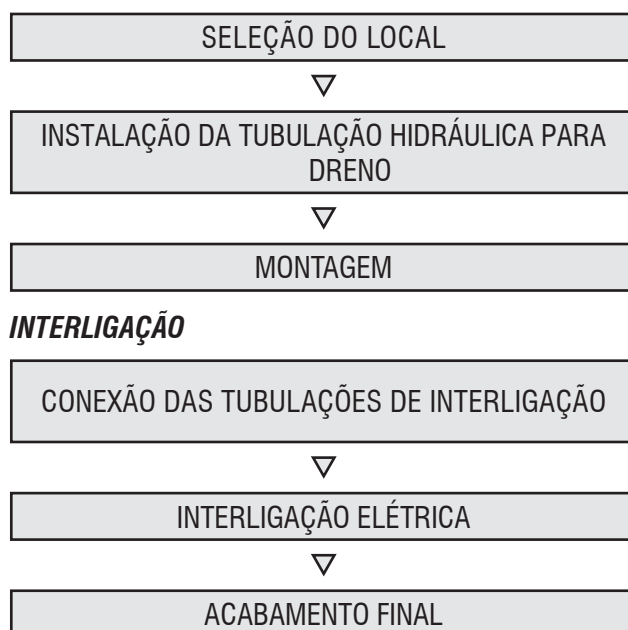 SELEÇÃO DO LOCAL
INSTALAÇÃO DA TUBULAÇÃO HIDRÁULICA PARA
DRENO
MONTAGEM
INTERLIGAÇÃO
CONEXÃO DAS TUBULAÇÕES DE INTERLIGAÇÃO
INTERLIGAÇÃO ELÉTRICA
ACABAMENTO FINAL